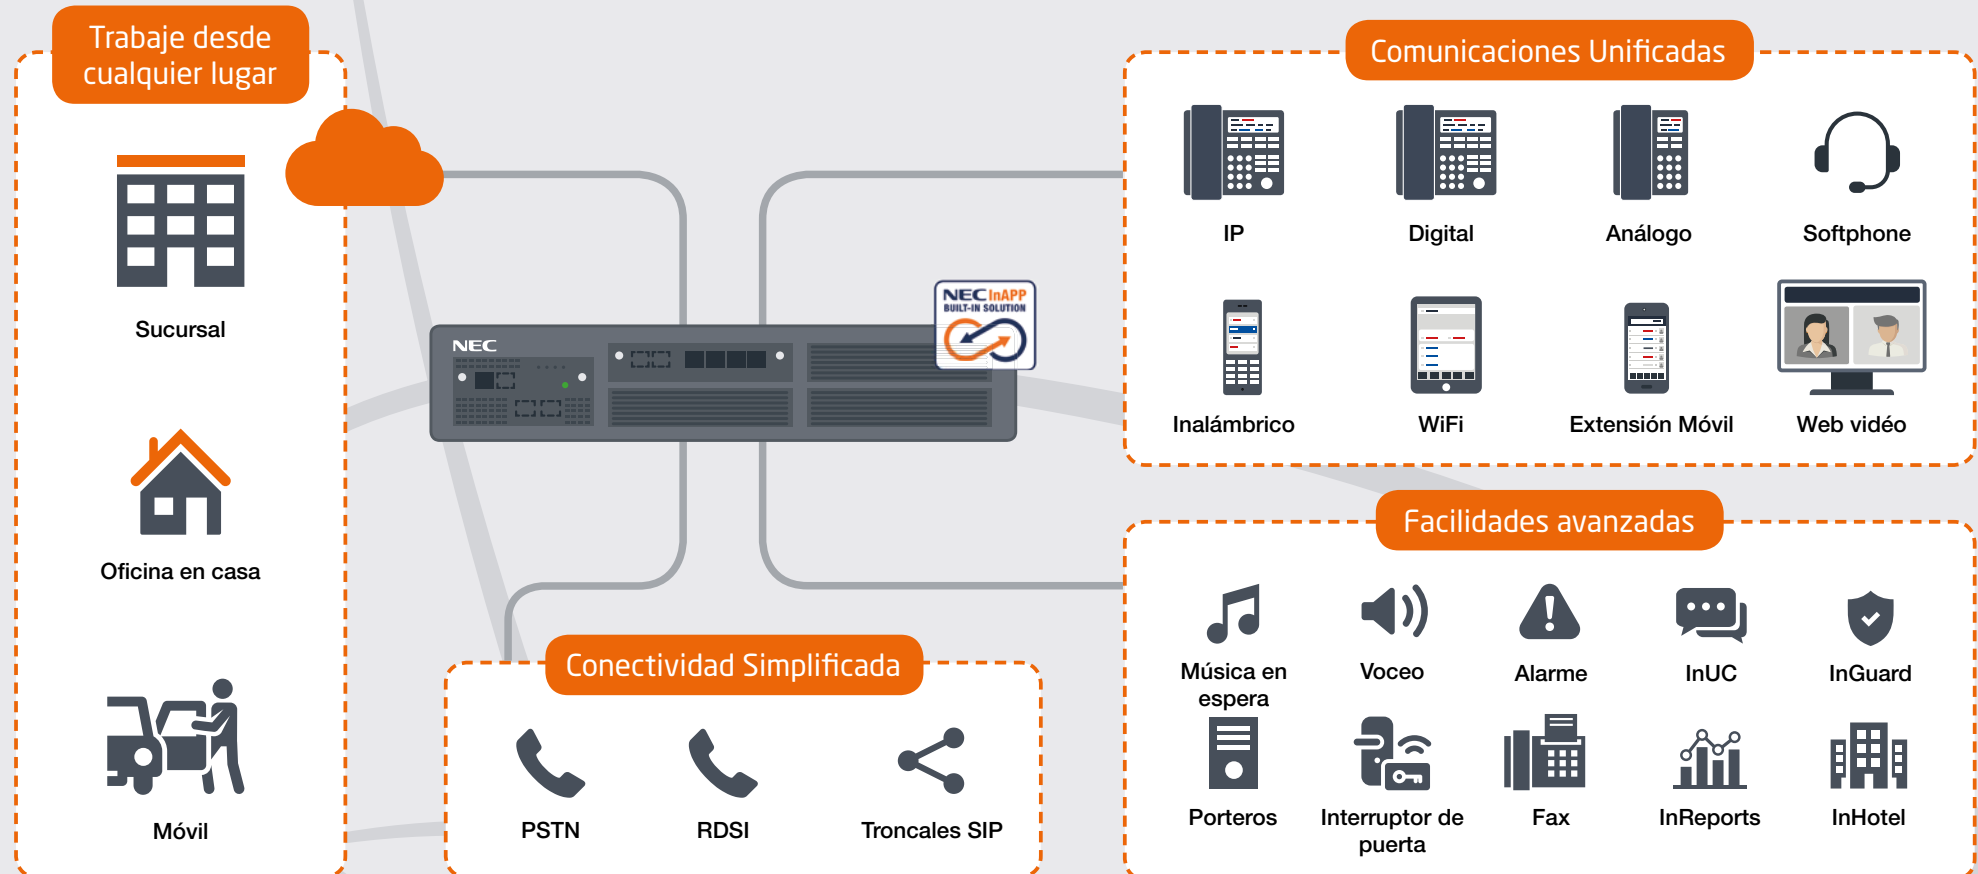 Trabaje desde
cualquier lugar
Sucursal
Oficina en casa
Móvil
NEC
NEC InAPP
BUILT-IN SOLUTION
Conectividad Simplificada
PSTN
RDSI
Troncales SIP
Comunicaciones Unificadas
IP
Digital
Análogo
Softphone
Inalámbrico
WiFi
Extensión Móvil
Web vidéo
Facilidades avanzadas
Música en
espera
Voceo
Alarme
InUC
InGuard
Porteros
Interruptor de
puerta
Fax
InReports
InHotel